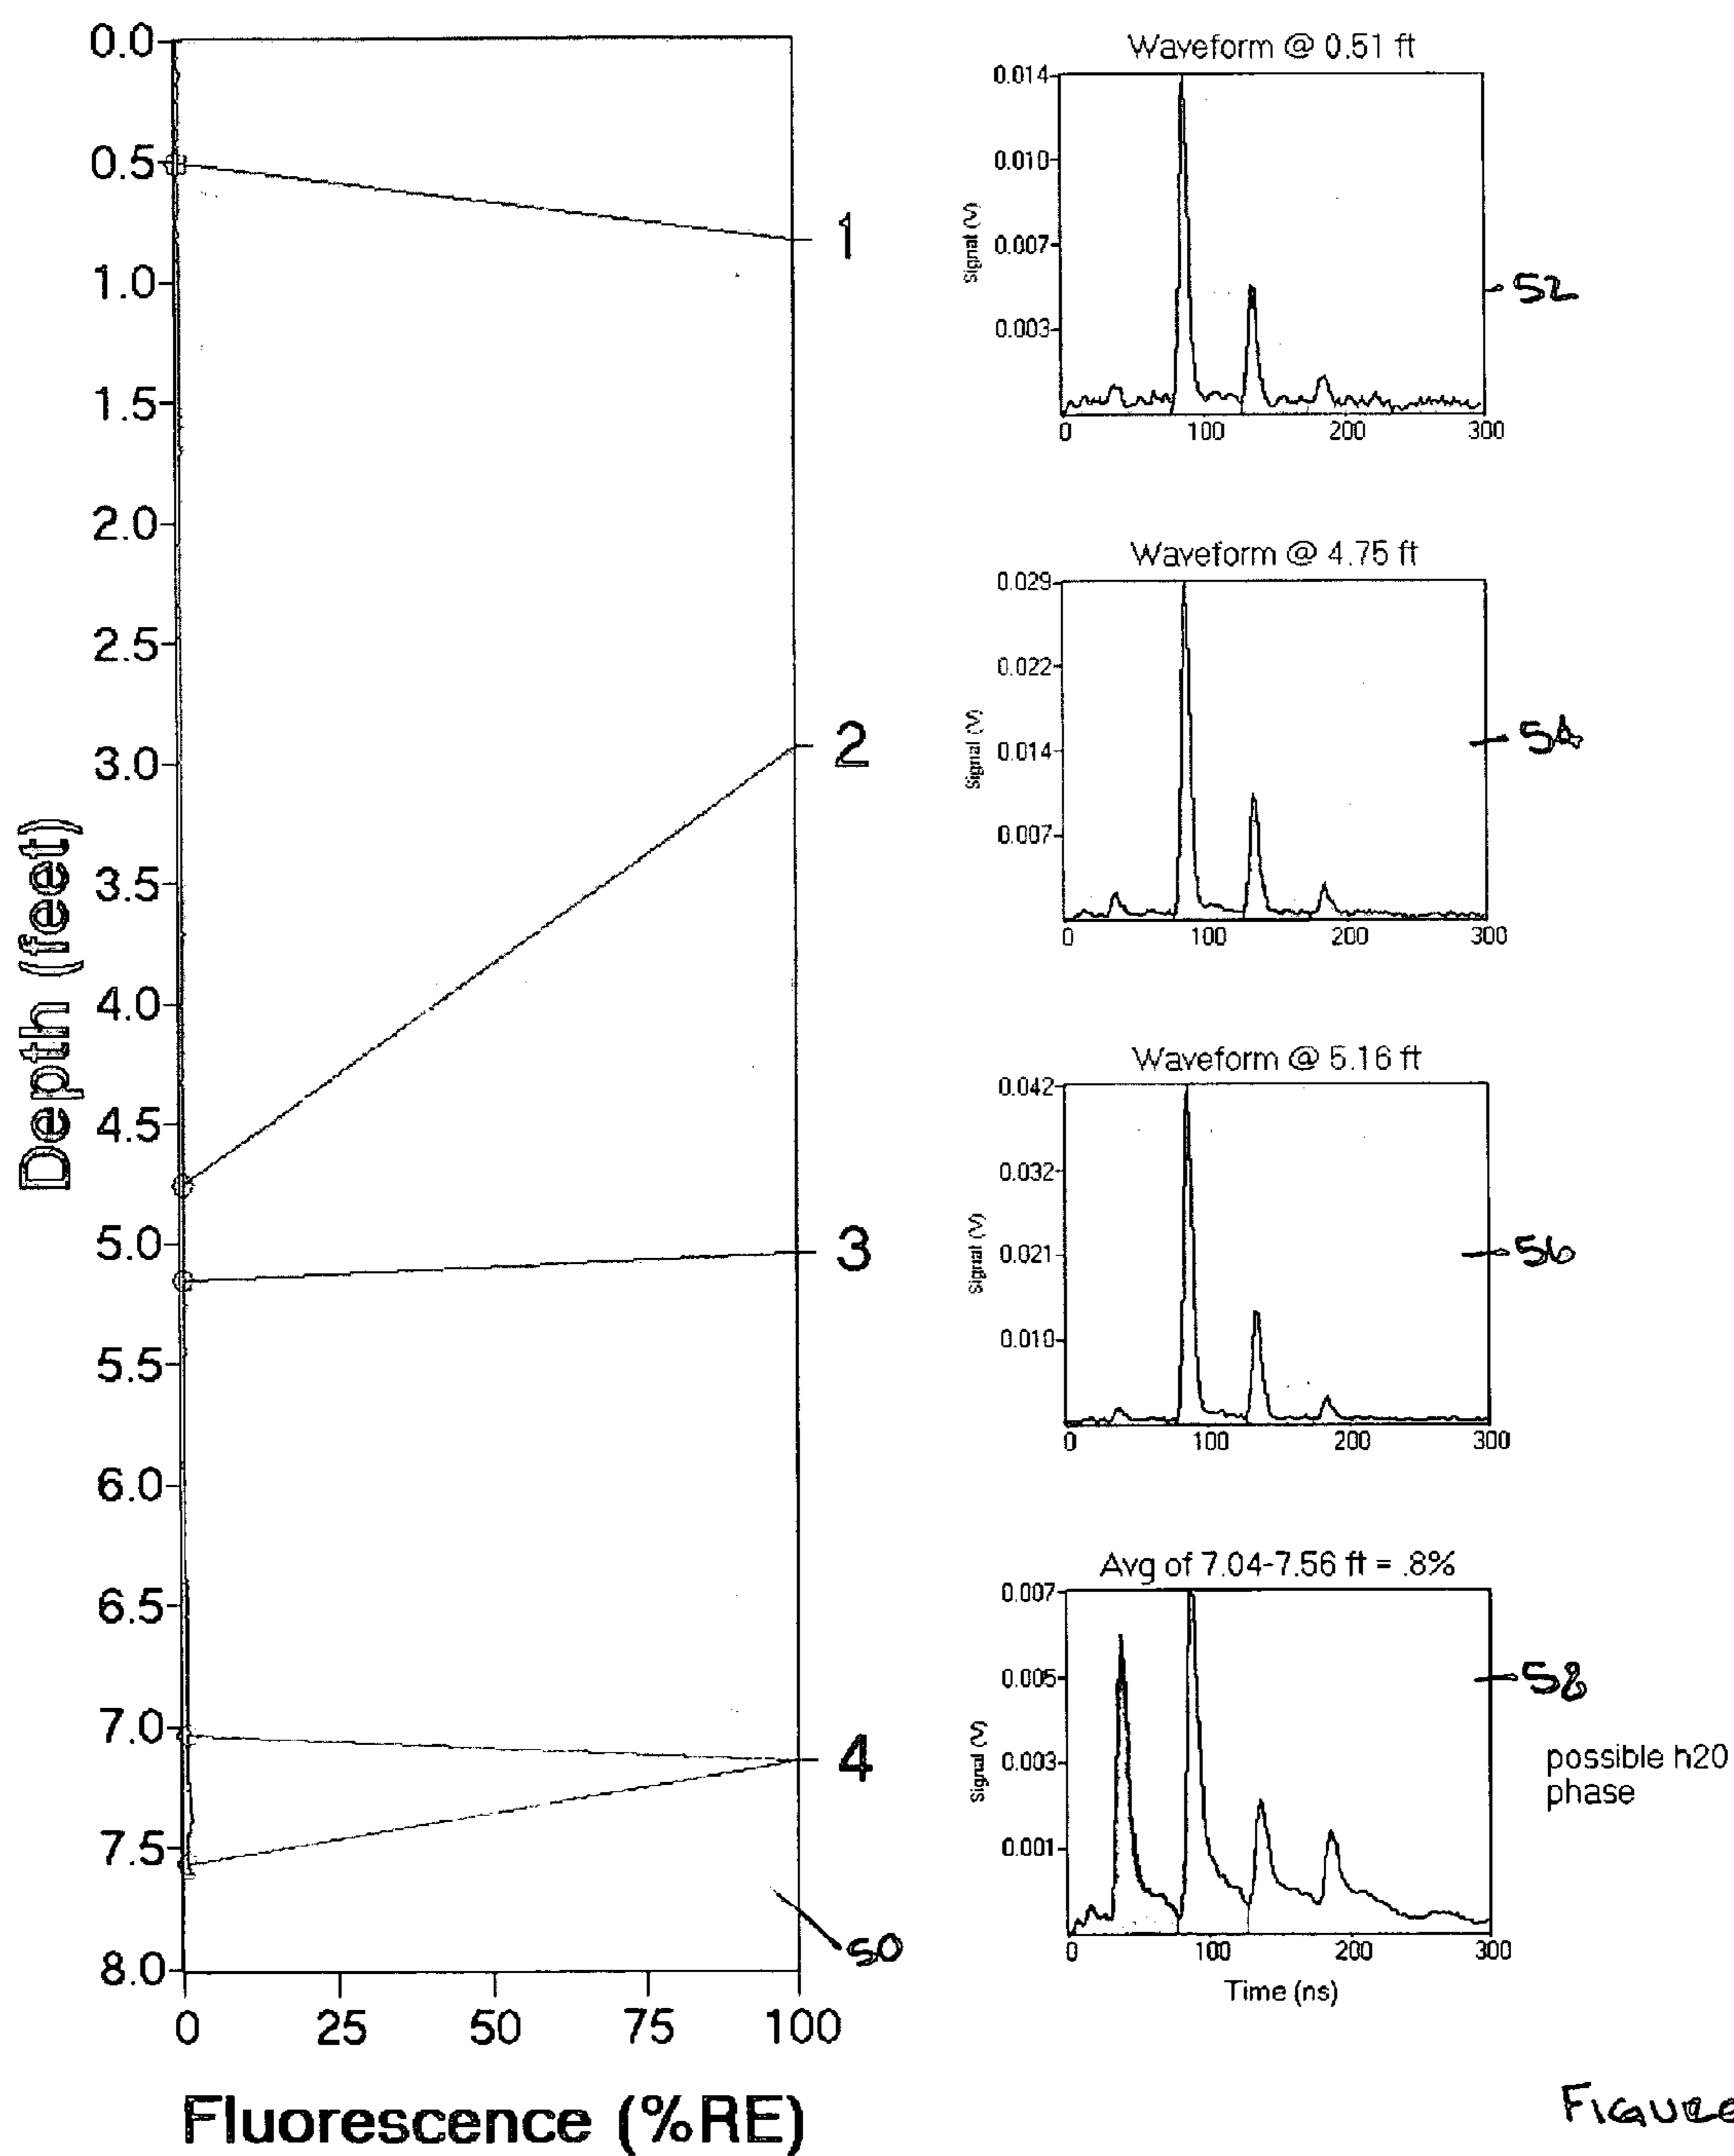 Depth (feet)
0.0
0.5
1.0
1.5
2.0
2.5
3.0
3.5
4.0
4.5
5.0
5.5
6.0
6.5
7.0
7.5
8.0
0 25 50 75 100
Fluorescence (%RE)
1
2
3
4
50
Waveform @ 0.51 ft
Signal (V)
0.014
0.010
0.007
0.003
0 100 200 300
52
Waveform @ 4.75 ft
Signal (V)
0.029
0.022
0.014
0.007
0 100 200 300
54
Waveform @ 5.16 ft
Signal (V)
0.042
0.032
0.021
0.010
0 100 200 300
56
Avg of 7.04-7.56 ft = .8%
Signal (V)
0.007
0.005
0.003
0.001
0 100 200 300
Time (ns)
58
possible h20
phase
FIGURE